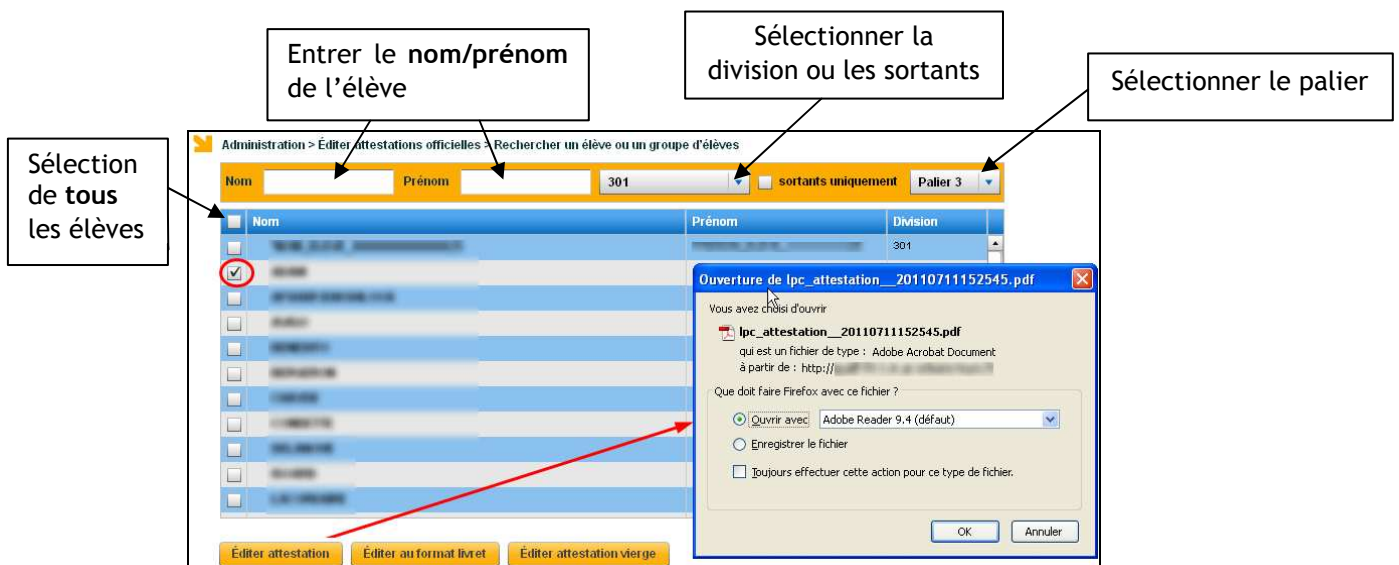 Entrer le nom/prénom
de l'élève
Sélectionner la
division ou les sortants
Sélectionner le palier
Sélection
de tous
les élèves
Administration > Éditer attestations officielles > Rechercher un élève ou un groupe d'élèves
Nom Prénom 301 sortants uniquement Palier 3
Nom Prénom Division
301
Ouverture de lpc_attestation__20110711152545.pdf
Vous avez choisi d'ouvrir
lpc_attestation__20110711152545.pdf
qui est un fichier de type : Adobe Acrobat Document
à partir de : http://
Que doit faire Firefox avec ce fichier ?
Ouvrir avec Adobe Reader 9.4 (défaut)
Enregistrer le fichier
Toujours effectuer cette action pour ce type de fichier.
OK Annuler
Éditer attestation Éditer au format livret Éditer attestation vierge